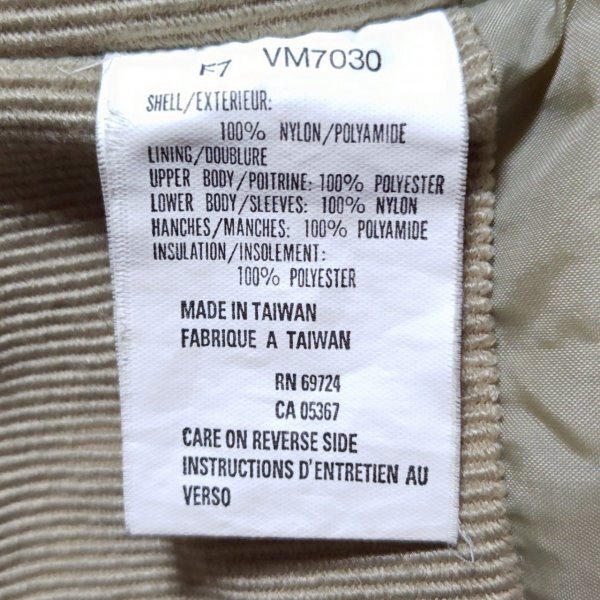 F7 VM7030
SHELL/EXTERIEUR:
100% NYLON/POLYAMIDE
LINING/DOUBLURE
UPPER BODY/POITRINE: 100% POLYESTER
LOWER BODY/SLEEVES: 100% NYLON
HANCHES/MANCHES: 100% POLYAMIDE
INSULATION/INSOLEMENT:
100% POLYESTER
MADE IN TAIWAN
FABRIQUE A TAIWAN
RN 69724
CA 05367
CARE ON REVERSE SIDE
INSTRUCTIONS D'ENTRETIEN AU
VERSO